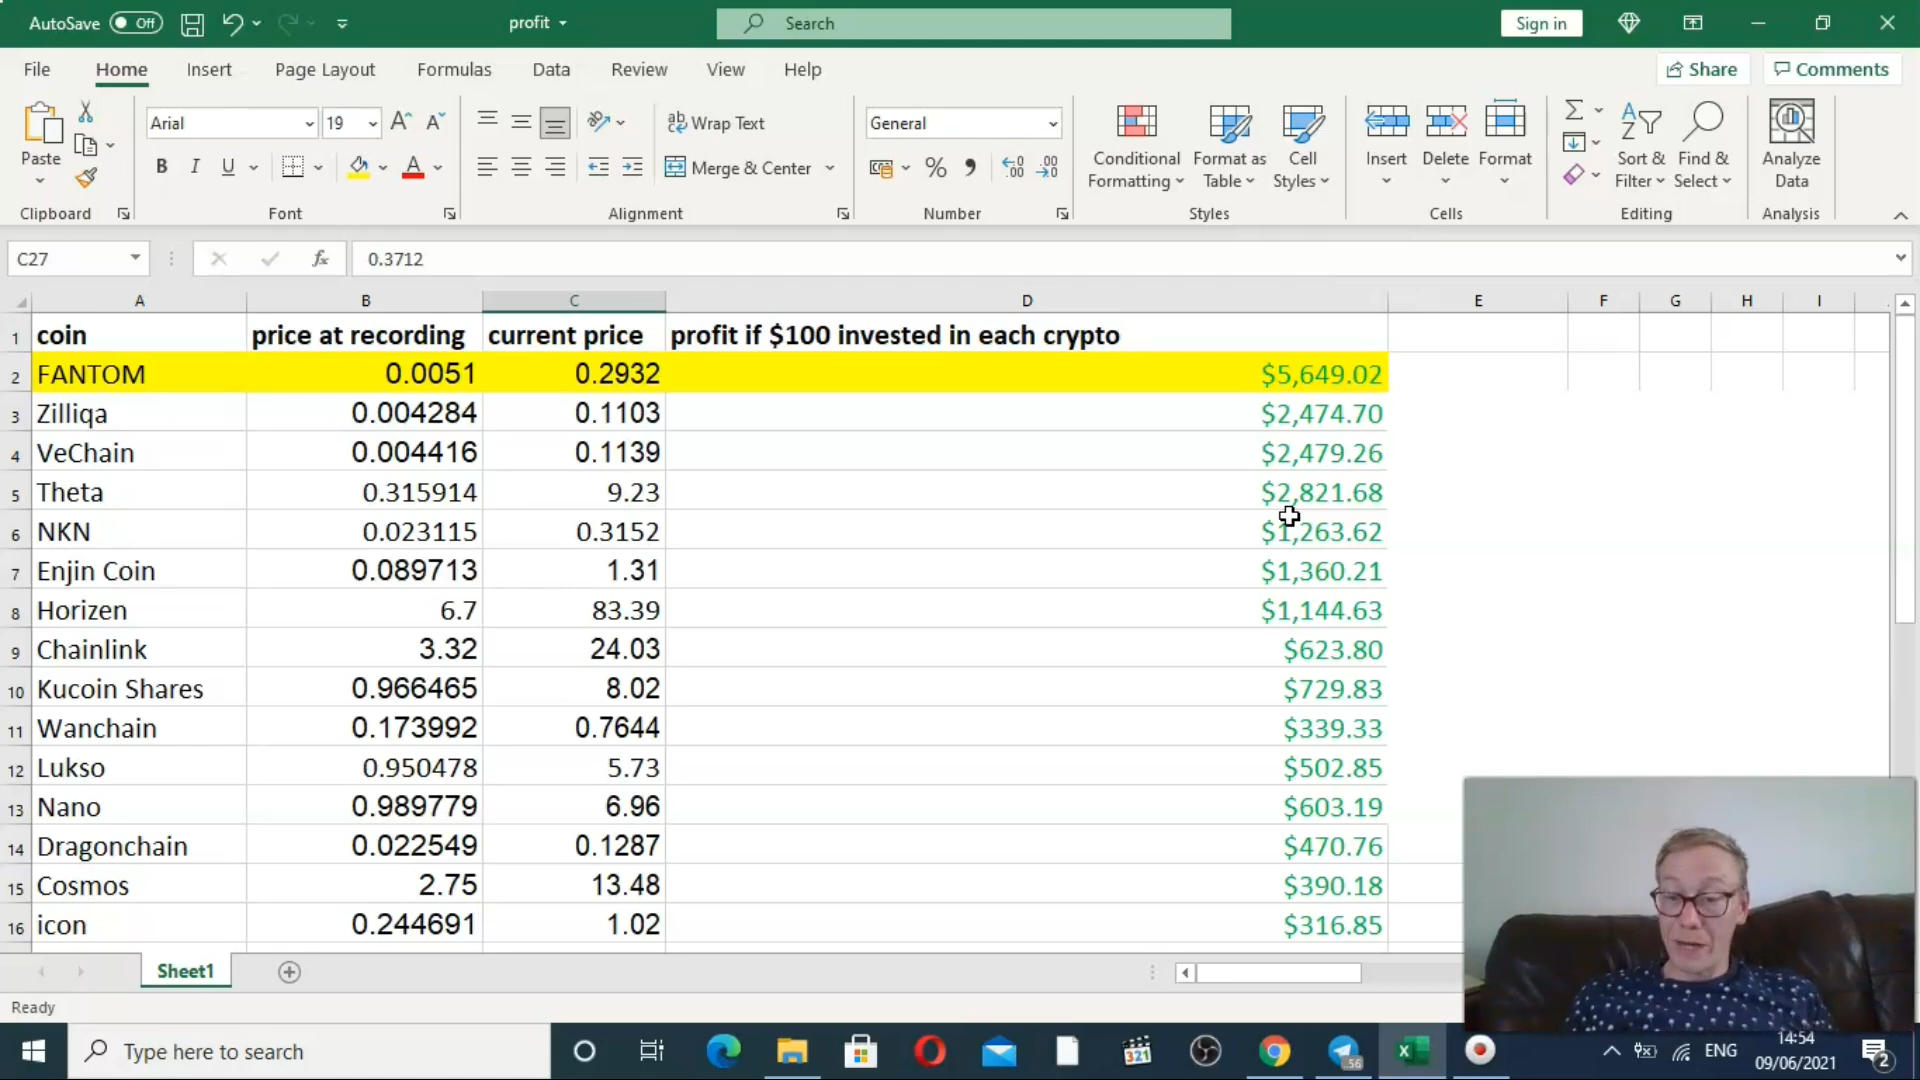 AutoSave Off profit Search Sign in
File Home Insert Page Layout Formulas Data Review View Help Share Comments
Paste Arial 19 A A ab Wrap Text General Conditional Formatting Format as Table Cell Styles Insert Delete Format Sort & Filter Find & Select Analyze Data
B I U A Merge & Center %
Clipboard Font Alignment Number Styles Cells Editing Analysis
C27 fx 0.3712
A B C D E F G H I
1 coin price at recording current price profit if $100 invested in each crypto
2 FANTOM 0.0051 0.2932 $5,649.02
3 Zilliqa 0.004284 0.1103 $2,474.70
4 VeChain 0.004416 0.1139 $2,479.26
5 Theta 0.315914 9.23 $2,821.68
6 NKN 0.023115 0.3152 $1,263.62
7 Enjin Coin 0.089713 1.31 $1,360.21
8 Horizen 6.7 83.39 $1,144.63
9 Chainlink 3.32 24.03 $623.80
10 Kucoin Shares 0.966465 8.02 $729.83
11 Wanchain 0.173992 0.7644 $339.33
12 Lukso 0.950478 5.73 $502.85
13 Nano 0.989779 6.96 $603.19
14 Dragonchain 0.022549 0.1287 $470.76
15 Cosmos 2.75 13.48 $390.18
16 icon 0.244691 1.02 $316.85
Sheet1
Ready
Type here to search 321 56 ENG 14:54
09/06/2021 2